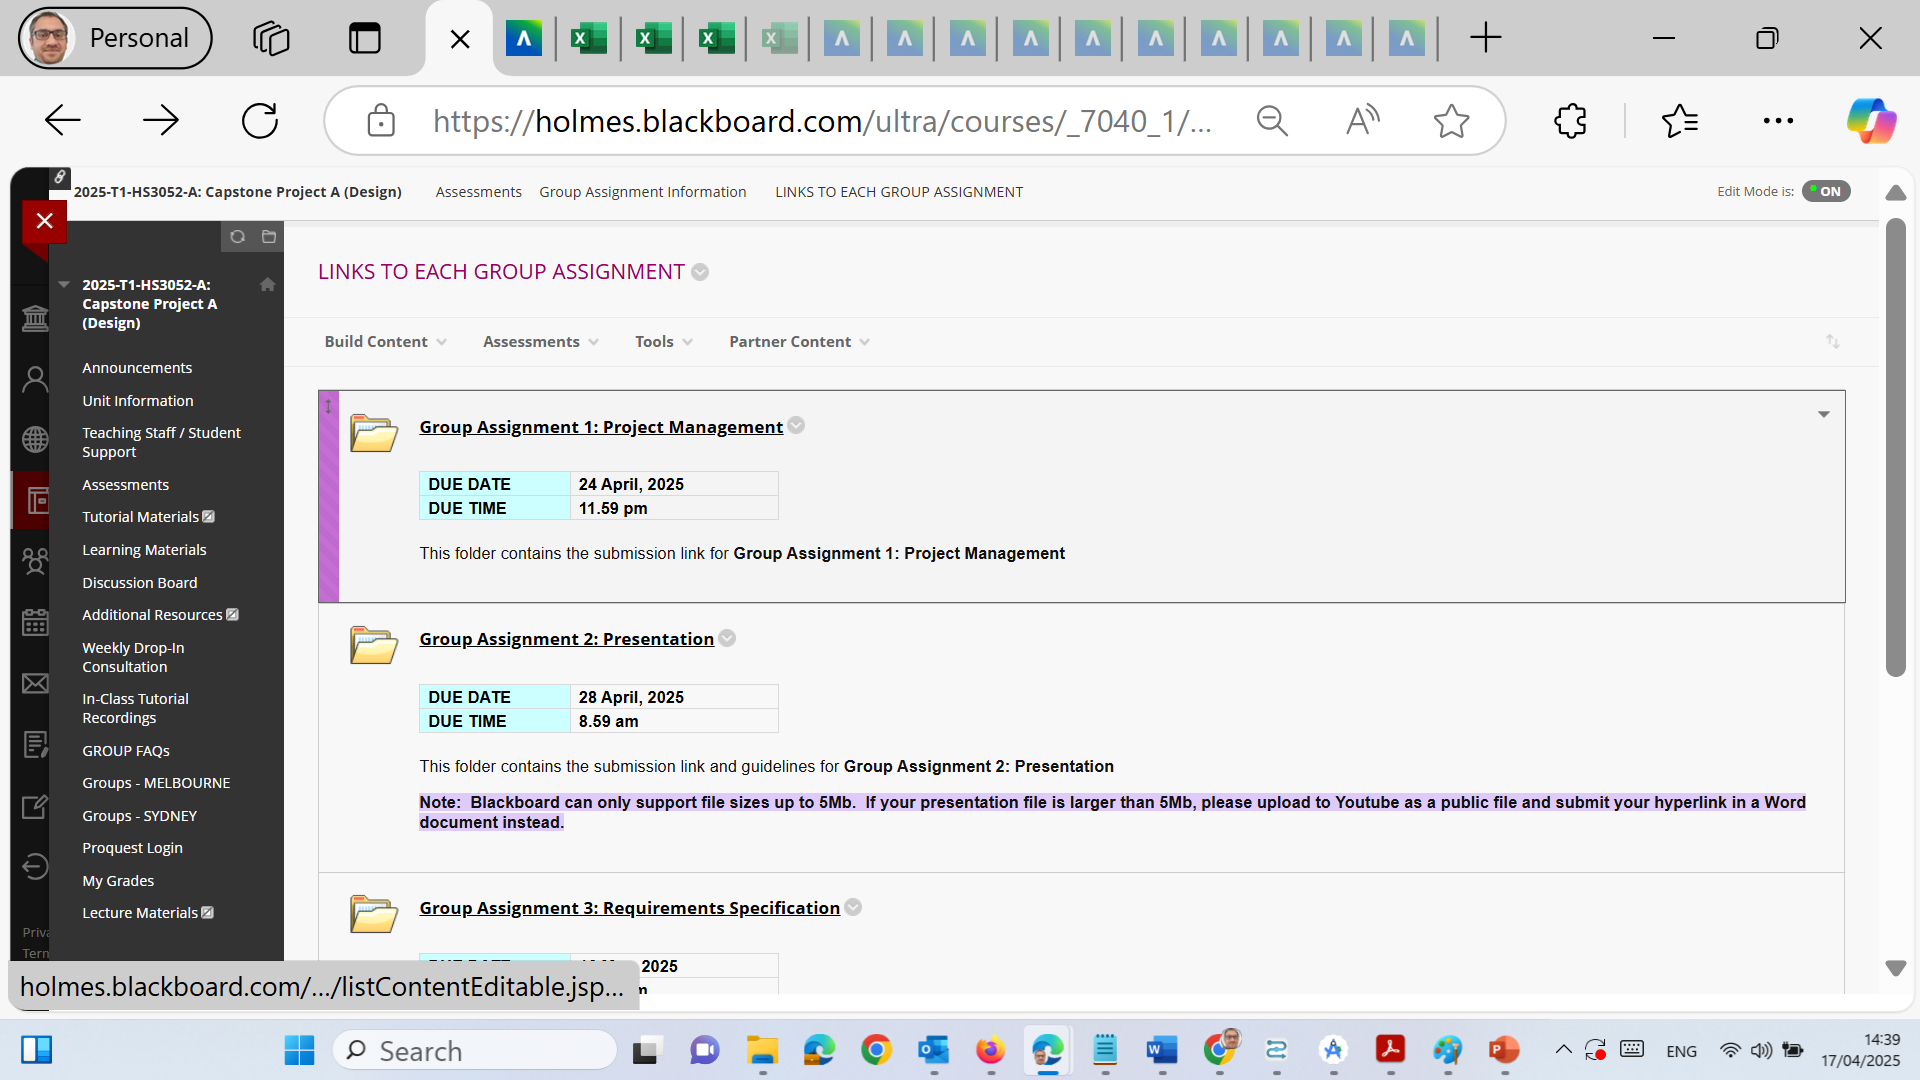 Personal
https://holmes.blackboard.com/ultra/courses/_7040_1/...
2025-T1-HS3052-A: Capstone Project A (Design) Assessments Group Assignment Information LINKS TO EACH GROUP ASSIGNMENT Edit Mode is: ON
2025-T1-HS3052-A:
Capstone Project A
(Design)
Announcements
Unit Information
Teaching Staff / Student
Support
Assessments
Tutorial Materials
Learning Materials
Discussion Board
Additional Resources
Weekly Drop-In
Consultation
In-Class Tutorial
Recordings
GROUP FAQs
Groups - MELBOURNE
Groups - SYDNEY
Proquest Login
My Grades
Lecture Materials
LINKS TO EACH GROUP ASSIGNMENT
Build Content Assessments Tools Partner Content
Group Assignment 1: Project Management
DUE DATE 24 April, 2025
DUE TIME 11.59 pm
This folder contains the submission link for Group Assignment 1: Project Management
Group Assignment 2: Presentation
DUE DATE 28 April, 2025
DUE TIME 8.59 am
This folder contains the submission link and guidelines for Group Assignment 2: Presentation
Note: Blackboard can only support file sizes up to 5Mb. If your presentation file is larger than 5Mb, please upload to Youtube as a public file and submit your hyperlink in a Word
document instead.
Group Assignment 3: Requirements Specification
2025
holmes.blackboard.com/.../listContentEditable.jsp...
Search
ENG
14:39
17/04/2025